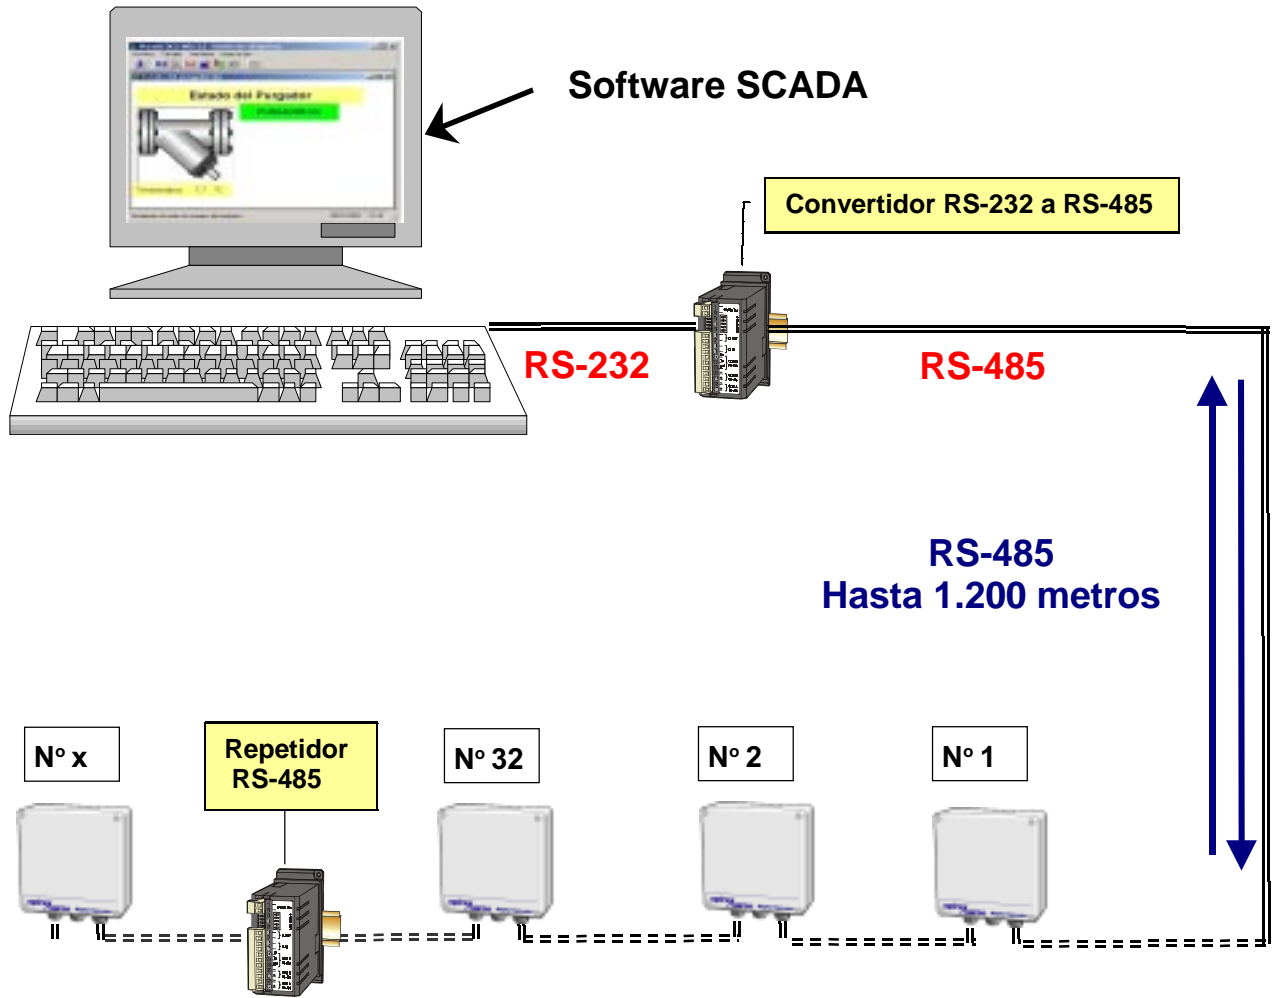 Software SCADA
Estado del Purgador
Convertidor RS-232 a RS-485
RS-232
RS-485
RS-485
Hasta 1.200 metros
Nº x
Repetidor
RS-485
Nº 32
Nº 2
Nº 1